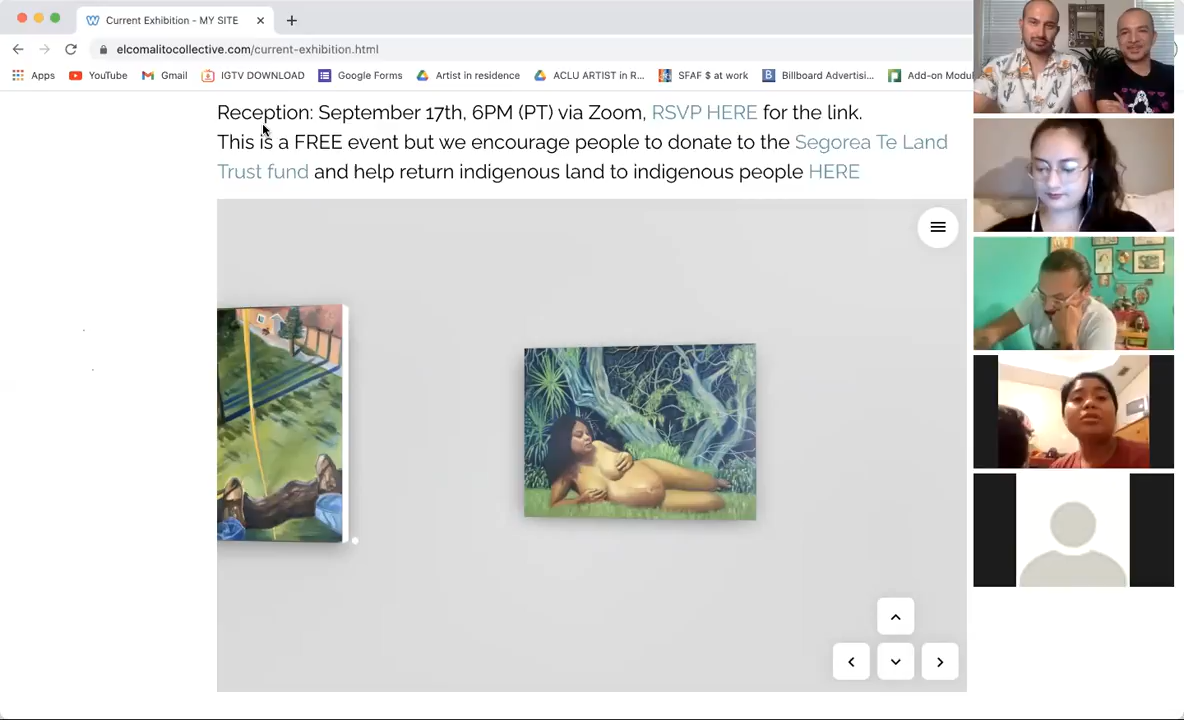 Current Exhibition - MY SITE
elcomalitocollective.com/current-exhibition.html
Apps YouTube Gmail IGTV DOWNLOAD Google Forms Artist in residence ACLU ARTIST in R... SFAF $ at work Billboard Advertisi... Add-on Modu
Reception: September 17th, 6PM (PT) via Zoom, RSVP HERE for the link.
This is a FREE event but we encourage people to donate to the Segorea Te Land
Trust fund and help return indigenous land to indigenous people HERE